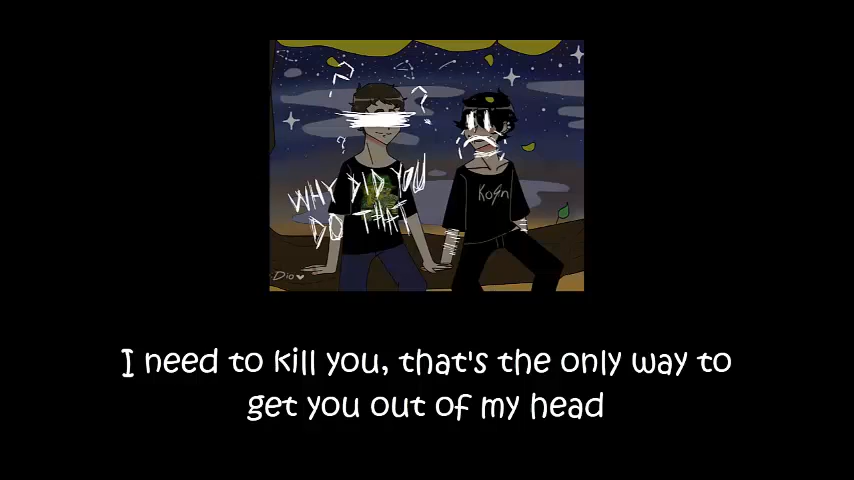 ? ?
?
WHY DID YOU
DO THAT
KoЯn
Dio♥
I need to kill you, that's the only way to
get you out of my head